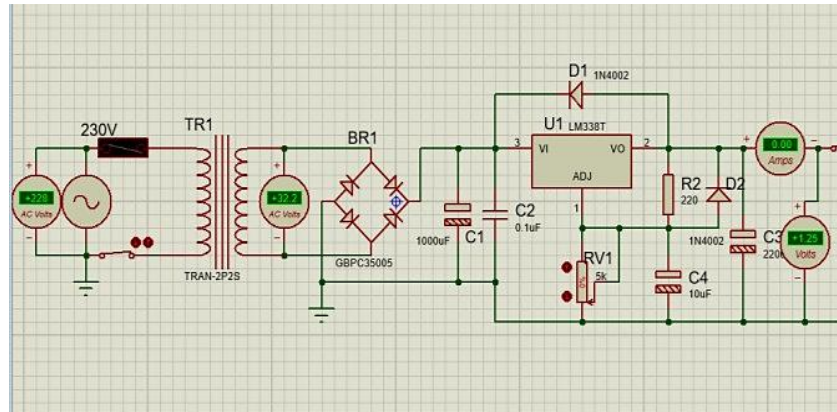 230V
+220
AC Volts
TR1
TRAN-2P2S
+32.2
AC Volts
BR1
GBPC35005
1000uF
C1
C2
0.1uF
D1
1N4002
U1
LM338T
3
VI
VO
2
ADJ
1
R2
220
D2
1N4002
RV1
0%
5k
C4
10uF
C3
0.00
Amps
+1.25
Volts